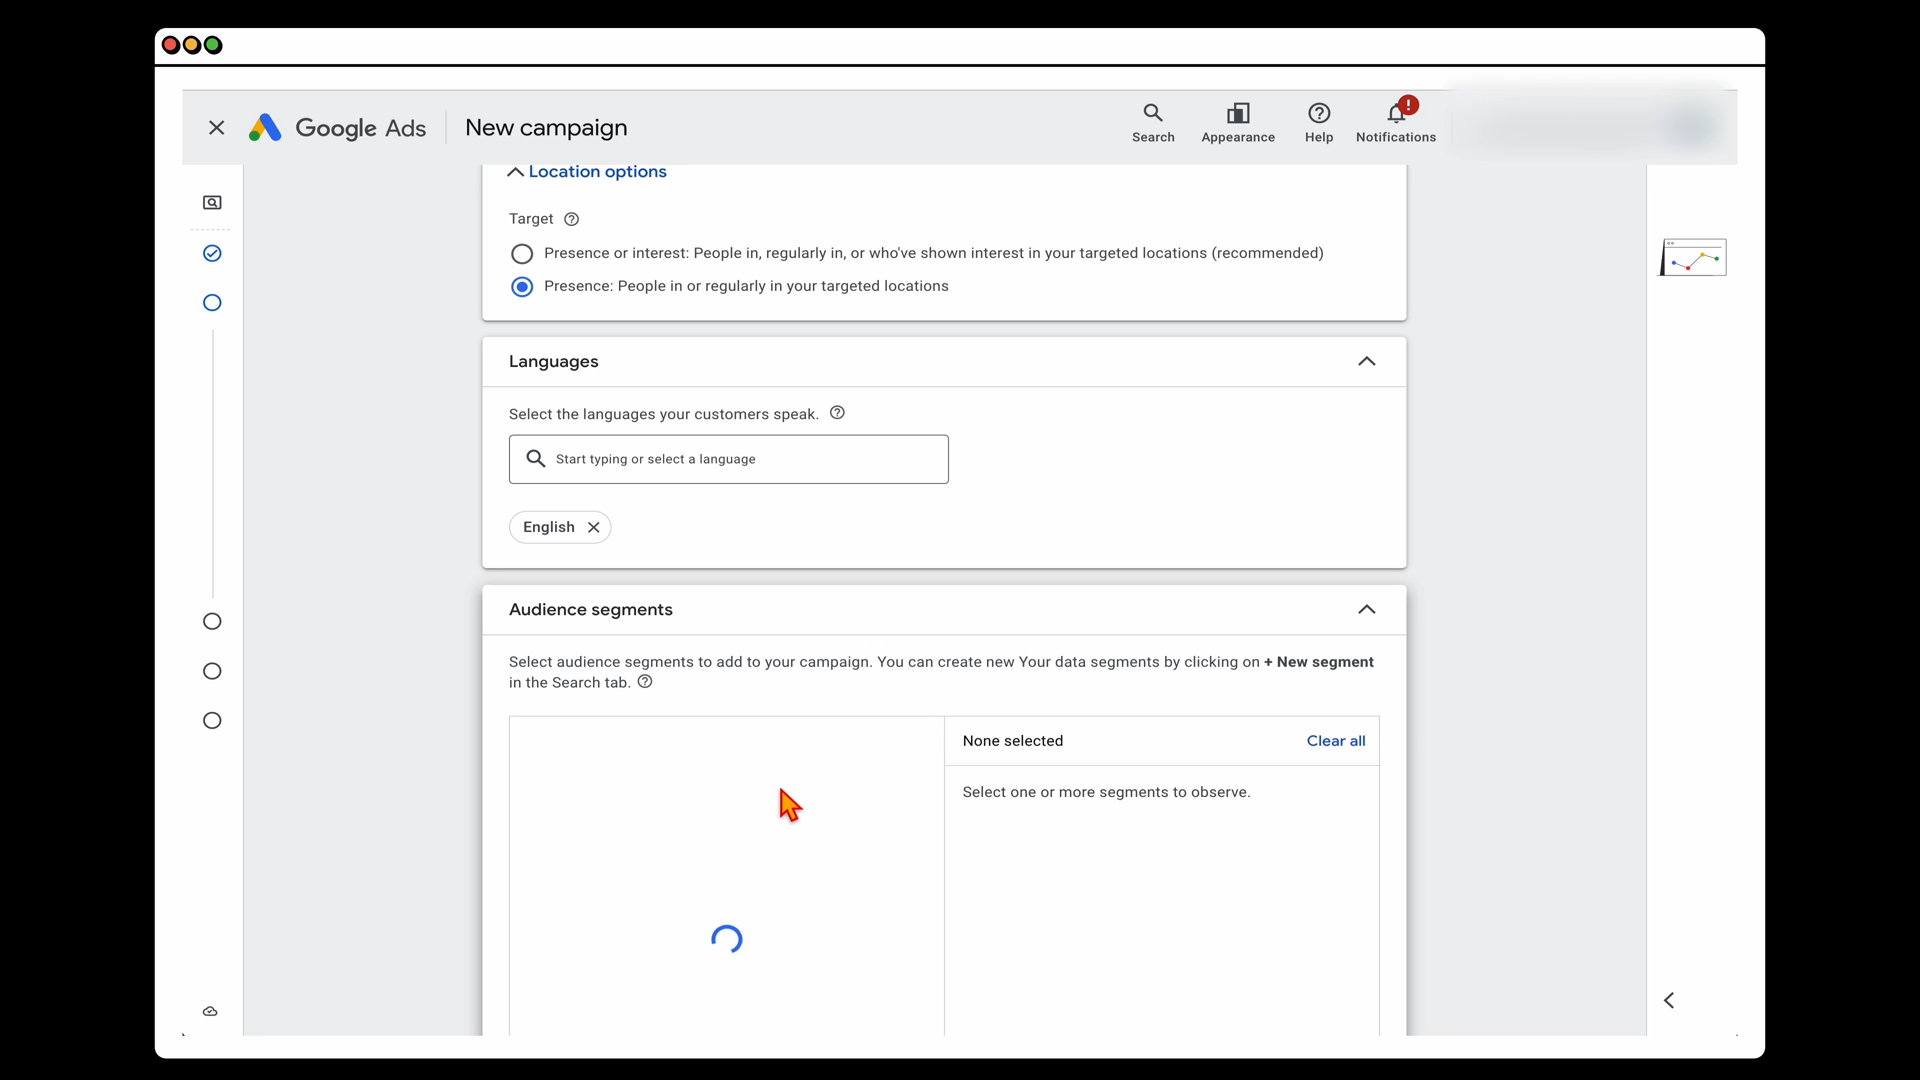 Google Ads
New campaign
Search
Appearance
Help
Notifications
Location options
Target
Presence or interest: People in, regularly in, or who've shown interest in your targeted locations (recommended)
Presence: People in or regularly in your targeted locations
Languages
Select the languages your customers speak.
Start typing or select a language
English
Audience segments
Select audience segments to add to your campaign. You can create new Your data segments by clicking on + New segment
in the Search tab.
None selected
Clear all
Select one or more segments to observe.